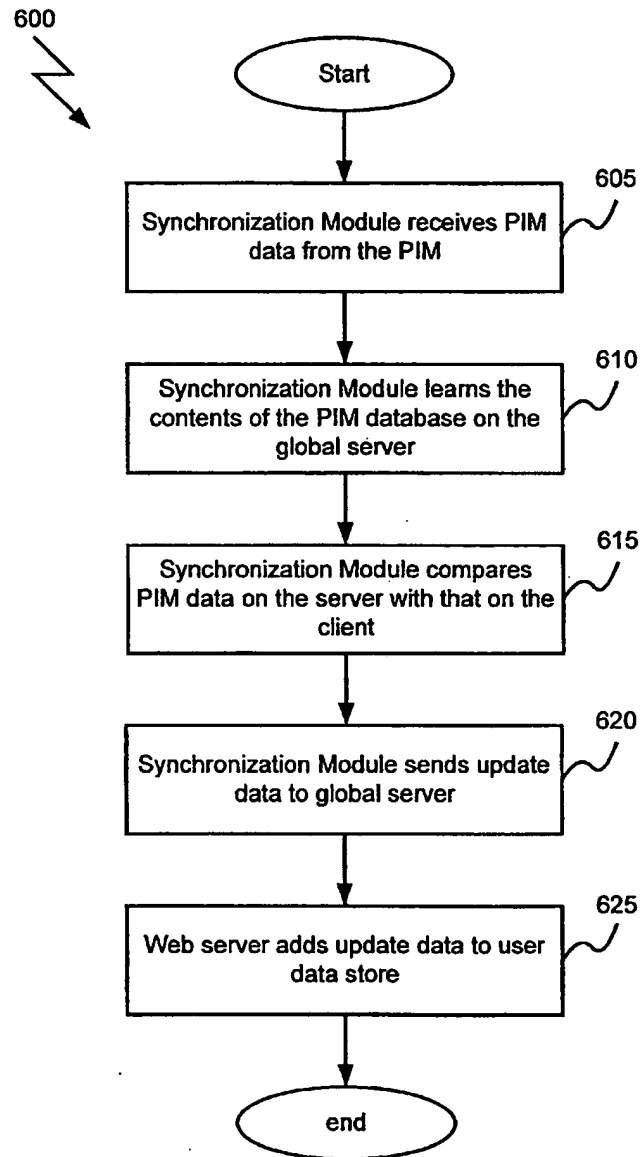 600
Start
605
Synchronization Module receives PIM
data from the PIM
610
Synchronization Module learns the
contents of the PIM database on the
global server
615
Synchronization Module compares
PIM data on the server with that on the
client
620
Synchronization Module sends update
data to global server
625
Web server adds update data to user
data store
end